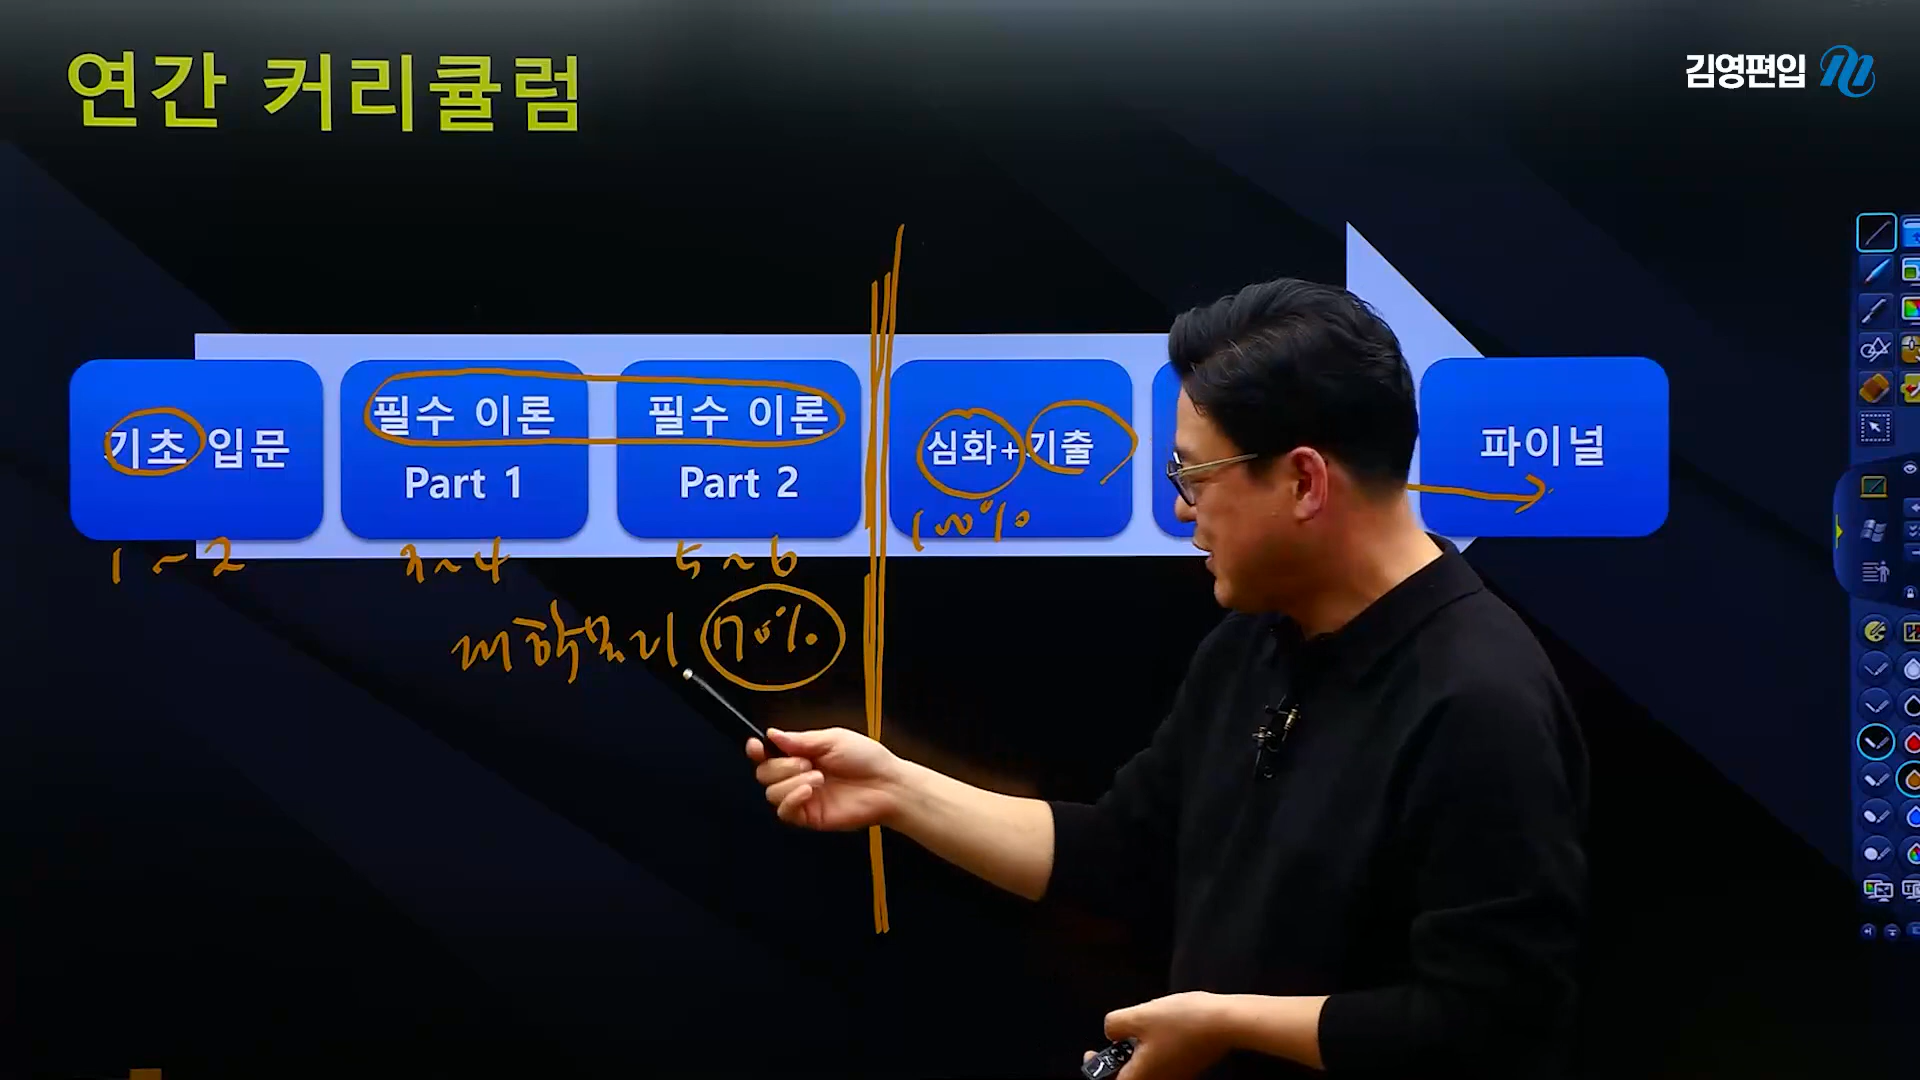 연간 커리큘럼
김영편입
기초 입문
필수 이론
Part 1
필수 이론
Part 2
심화+기출
파이널
100%
1 ~ 2
3 ~ 4
5 ~ 6
대학물리 70%